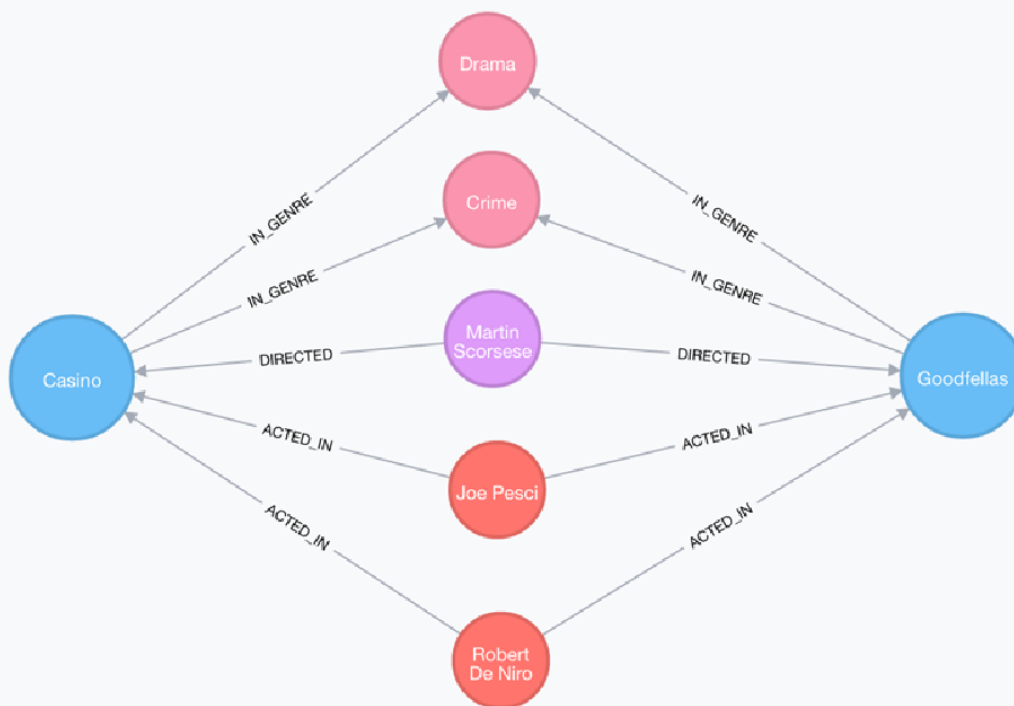 Drama
IN_GENRE
IN_GENRE
Crime
IN_GENRE
IN_GENRE
Martin
Scorsese
DIRECTED
DIRECTED
Casino
Goodfellas
ACTED_IN
ACTED_IN
Joe Pesci
ACTED_IN
ACTED_IN
Robert
De Niro